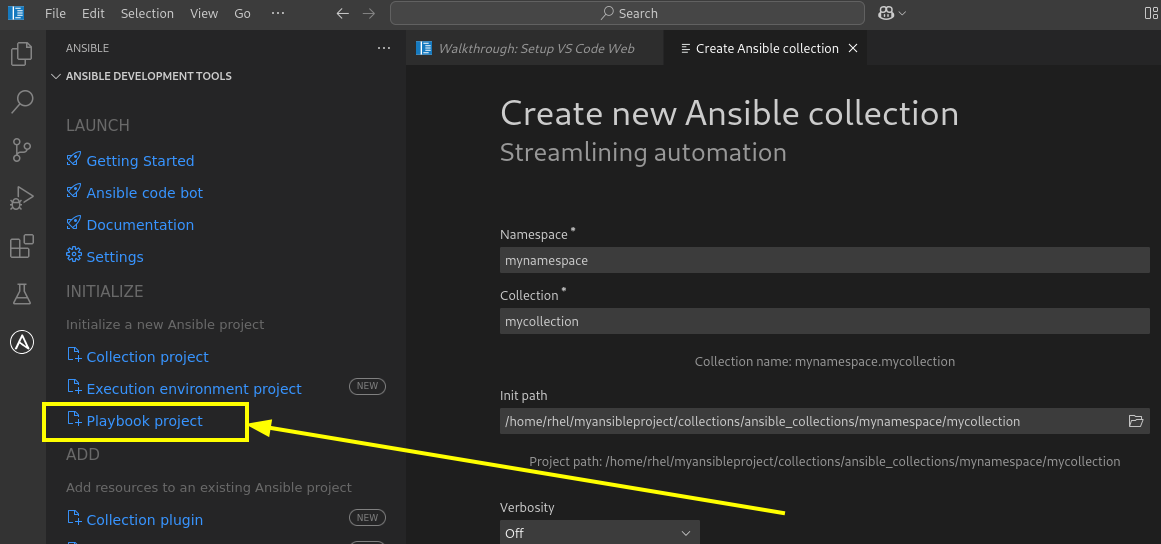 File Edit Selection View Go ··· Search
ANSIBLE ···
Walkthrough: Setup VS Code Web
Create Ansible collection
ANSIBLE DEVELOPMENT TOOLS
LAUNCH
Getting Started
Ansible code bot
Documentation
Settings
INITIALIZE
Initialize a new Ansible project
Collection project
Execution environment project NEW
Playbook project
ADD
Add resources to an existing Ansible project
Collection plugin NEW
Create new Ansible collection
Streamlining automation
Namespace *
mynamespace
Collection *
mycollection
Collection name: mynamespace.mycollection
Init path
/home/rhel/myansibleproject/collections/ansible_collections/mynamespace/mycollection
Project path: /home/rhel/myansibleproject/collections/ansible_collections/mynamespace/mycollection
Verbosity
Off